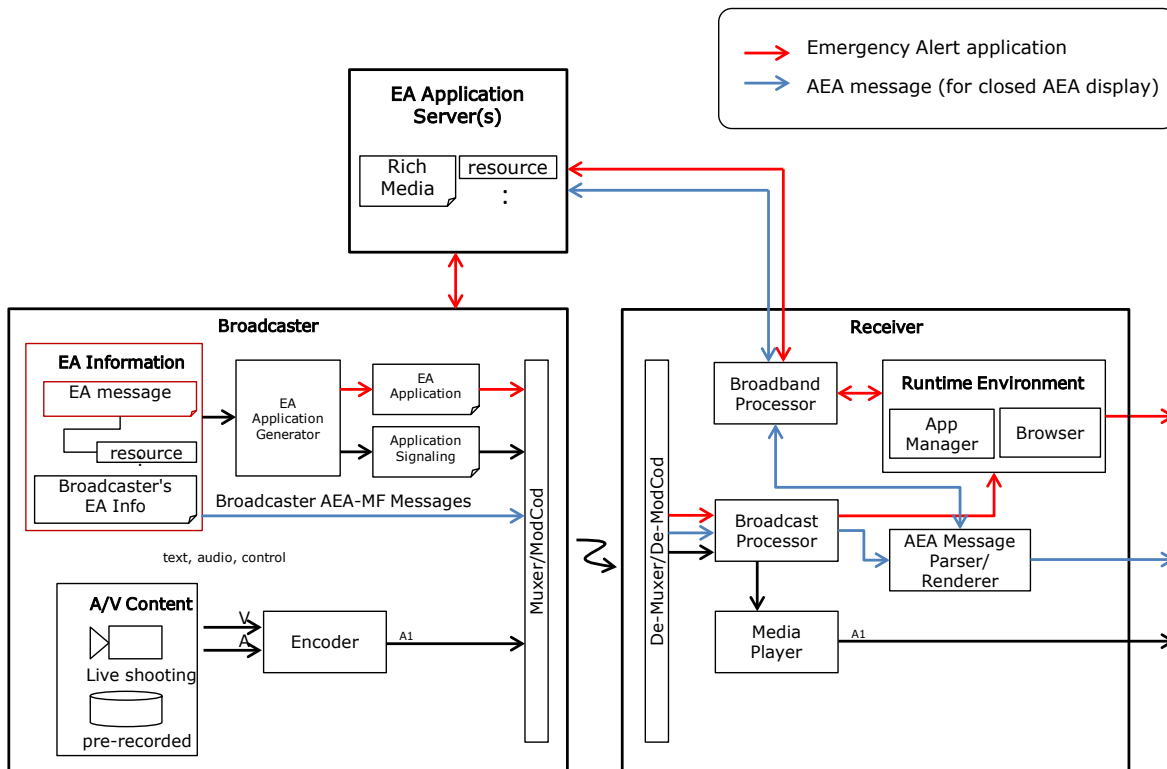 Emergency Alert application
AEA message (for closed AEA display)
EA Application
Server(s)
Rich
Media
resource
:
Broadcaster
EA Information
EA message
resource
:
Broadcaster's
EA Info
EA
Application
Generator
EA
Application
Application
Signaling
Broadcaster AEA-MF Messages
text, audio, control
A/V Content
Live shooting
pre-recorded
V
A
Encoder
A1
Muxer/ModCod
Receiver
De-Muxer/De-ModCod
Broadband
Processor
Runtime Environment
App
Manager
Browser
Broadcast
Processor
AEA Message
Parser/
Renderer
Media
Player
A1